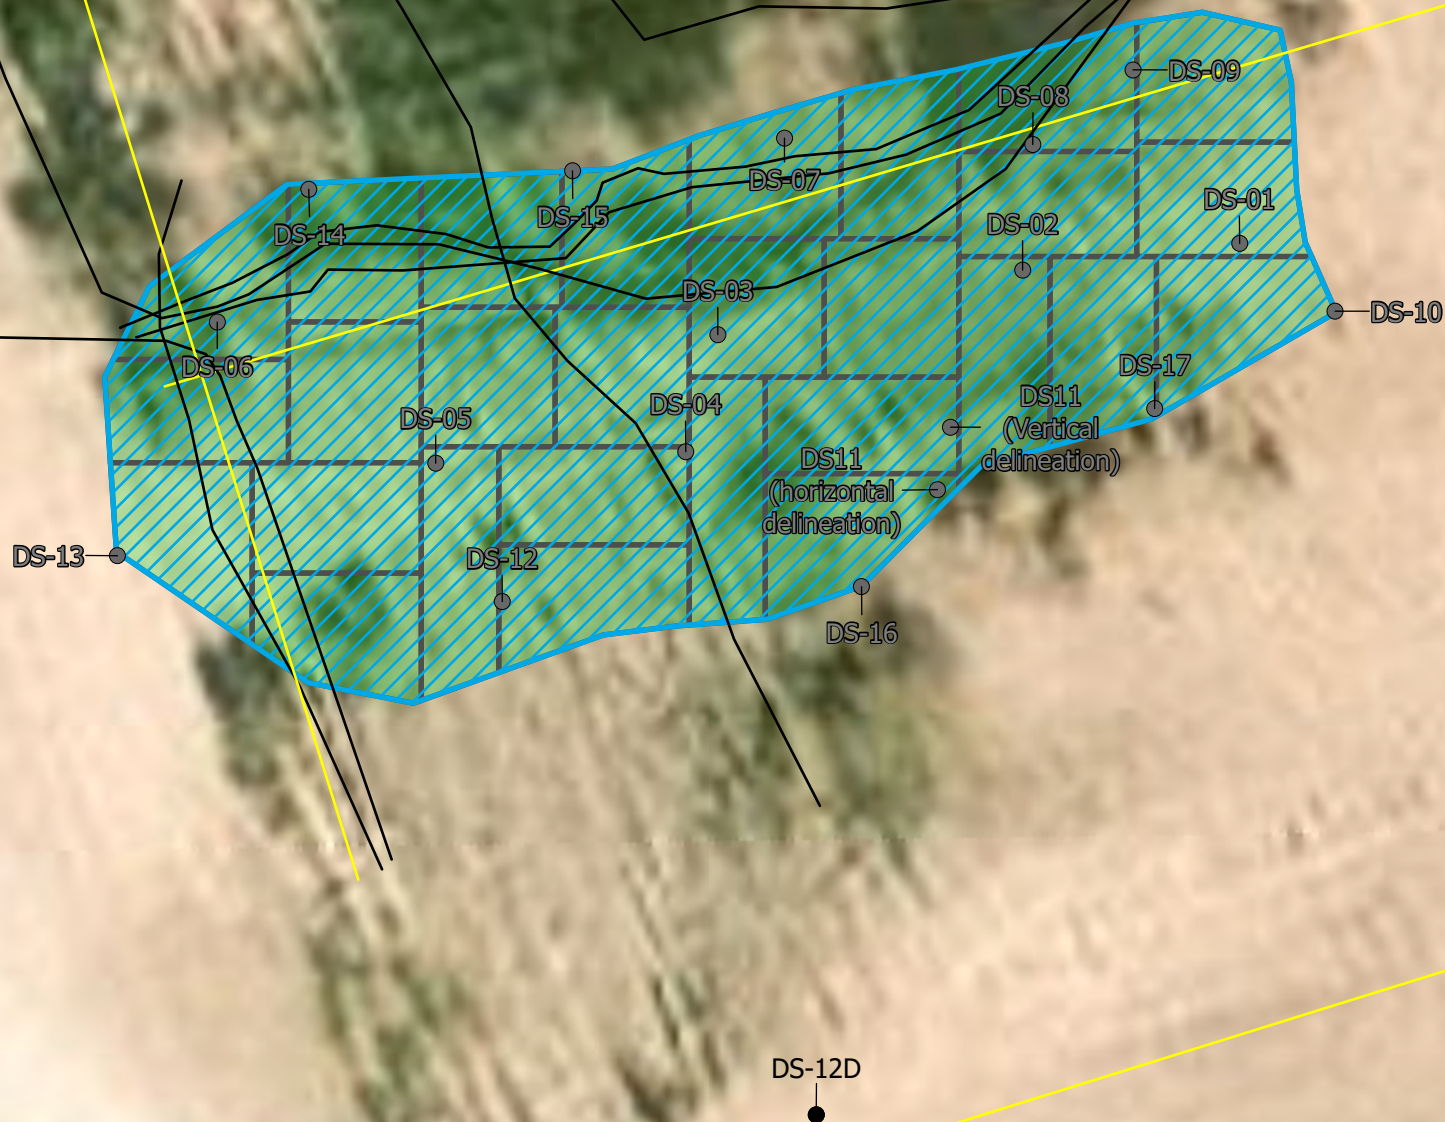 DS-09
DS-08
DS-07
DS-01
DS-15
DS-02
DS-14
DS-03
DS-10
DS-06
DS-17
DS-04
DS11
(Vertical
delineation)
DS-05
DS11
(horizontal
delineation)
DS-13
DS-12
DS-16
DS-12D